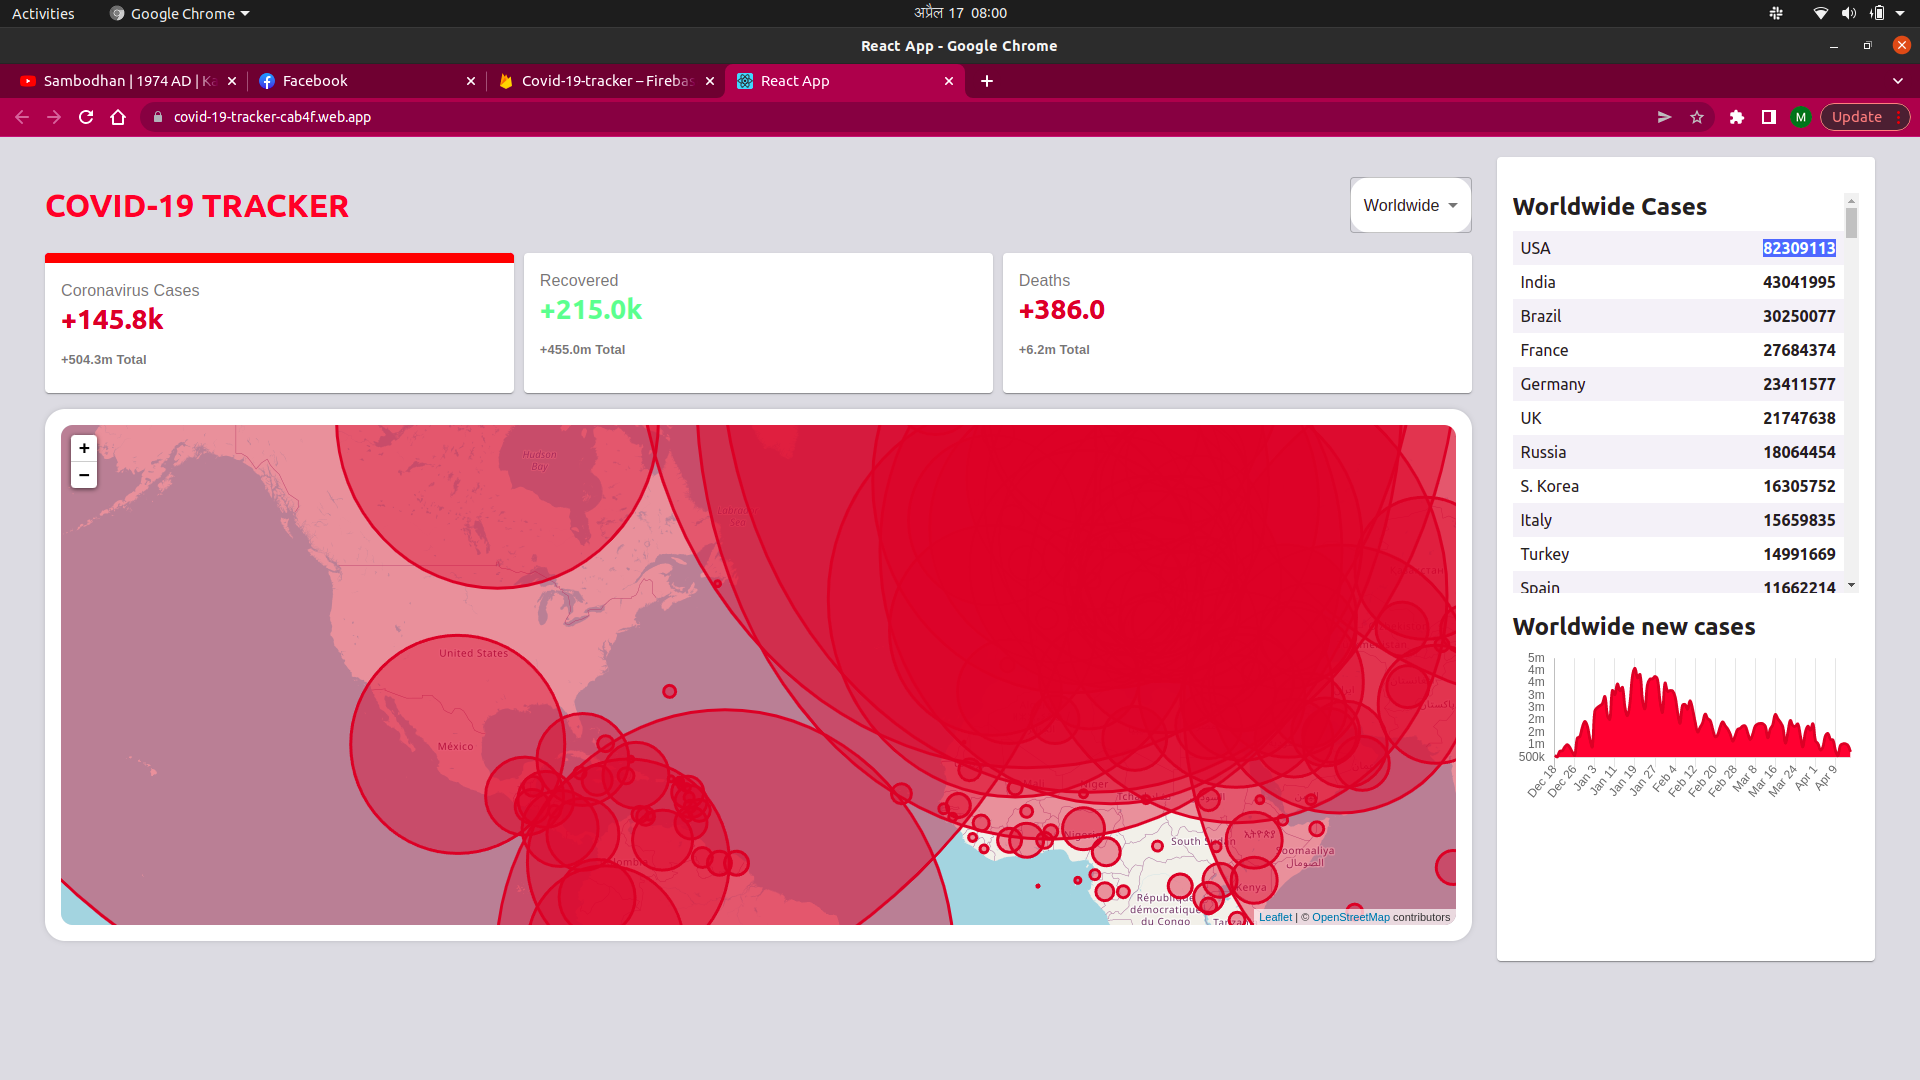 Activities
Google Chrome
अप्रैल 17 08:00
React App - Google Chrome
Sambodhan | 1974 AD | Ka
Facebook
Covid-19-tracker – Firebas
React App
covid-19-tracker-cab4f.web.app
M
Update
COVID-19 TRACKER
Worldwide
Coronavirus Cases
+145.8k
+504.3m Total
Recovered
+215.0k
+455.0m Total
Deaths
+386.0
+6.2m Total
+
−
Hudson
Bay
Labrador
Sea
United States
México
Mali
Niger
Nigeria
South Sudan
ኢትዮጵያ
Soomaaliya
الصومال
Kenya
République
démocratique
du Congo
Leaflet | © OpenStreetMap contributors
Worldwide Cases
USA 82309113
India 43041995
Brazil 30250077
France 27684374
Germany 23411577
UK 21747638
Russia 18064454
S. Korea 16305752
Italy 15659835
Turkey 14991669
Spain 11662214
Worldwide new cases
5m
4m
4m
3m
3m
2m
2m
1m
500k
Dec 18
Dec 26
Jan 3
Jan 11
Jan 19
Jan 27
Feb 4
Feb 12
Feb 20
Feb 28
Mar 8
Mar 16
Mar 24
Apr 1
Apr 9